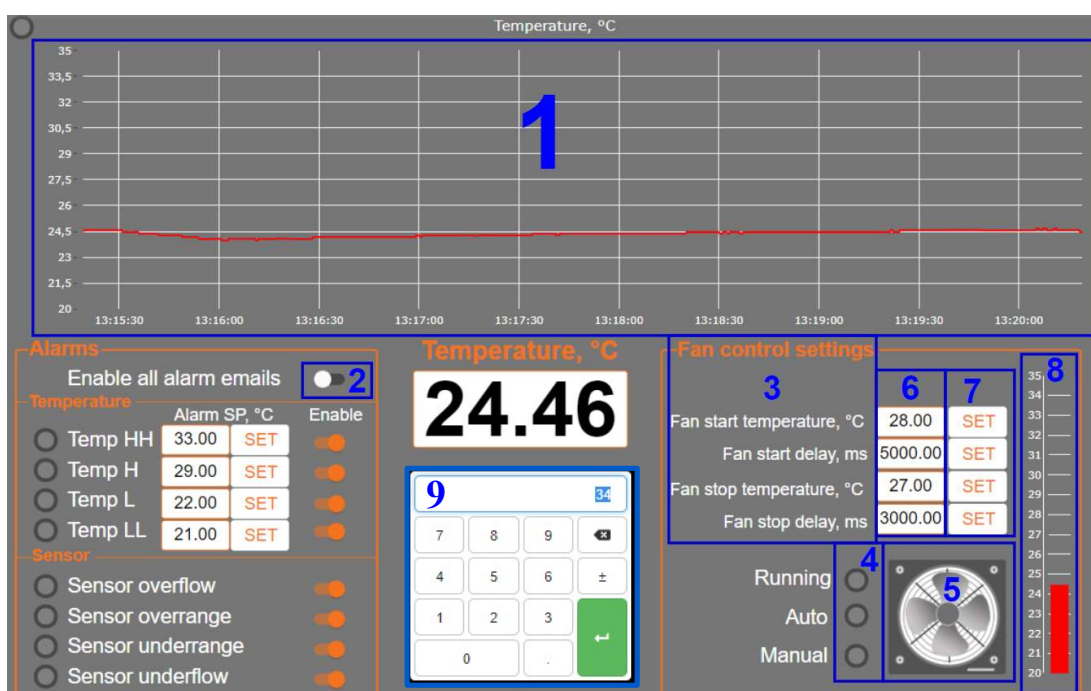 Temperature, °C
1
35
33,5
32
30,5
29
27,5
26
24,5
23
21,5
20
13:15:30 13:16:00 13:16:30 13:17:00 13:17:30 13:18:00 13:18:30 13:19:00 13:19:30 13:20:00
Alarms
Enable all alarm emails 2
Temperature
Alarm SP, °C Enable
Temp HH 33.00 SET
Temp H 29.00 SET
Temp L 22.00 SET
Temp LL 21.00 SET
Sensor
Sensor overflow
Sensor overrange
Sensor underrange
Sensor underflow
Temperature, °C
24.46
9 34
7 8 9
4 5 6 ±
1 2 3
0 .
Fan control settings
3 6 7
Fan start temperature, °C 28.00 SET
Fan start delay, ms 5000.00 SET
Fan stop temperature, °C 27.00 SET
Fan stop delay, ms 3000.00 SET
4
Running
Auto
Manual
5
8
35
34
33
32
31
30
29
28
27
26
25
24
23
22
21
20